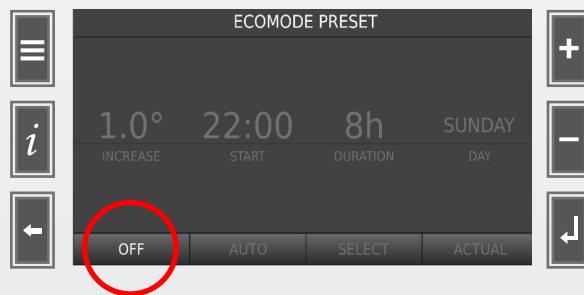 ECOMODE PRESET
1.0° 22:00 8h SUNDAY
INCREASE START DURATION DAY
i
OFF AUTO SELECT ACTUAL